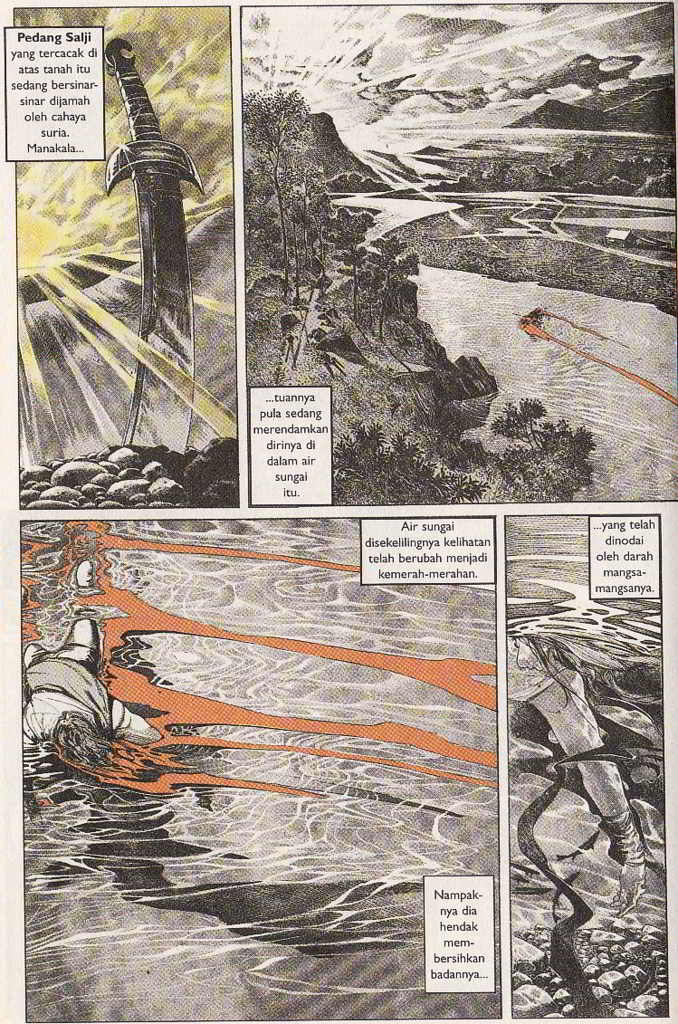 Pedang Salji
yang tercacak di
atas tanah itu
sedang bersinar-
sinar dijamah
oleh cahaya
suria.
Manakala...
...tuannya
pula sedang
merendamkan
dirinya di
dalam air
sungai
itu.
Air sungai
disekelilingnya kelihatan
telah berubah menjadi
kemerah-merahan.
...yang telah
dinodai
oleh darah
mangsa-
mangsanya.
Nampak-
nya dia
hendak
mem-
bersihkan
badannya...